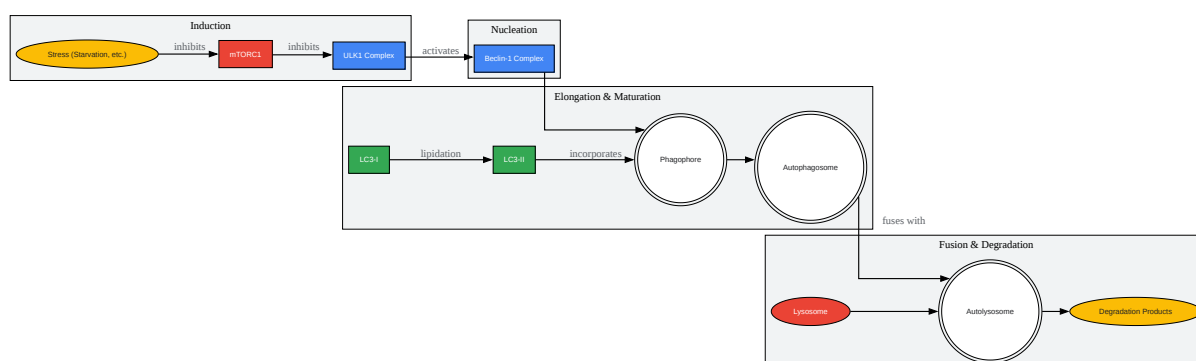 Induction
Stress (Starvation, etc.)
inhibits
mTORC1
inhibits
ULK1 Complex
activates
Nucleation
Beclin-1 Complex
Elongation & Maturation
LC3-I
lipidation
LC3-II
incorporates
Phagophore
Autophagosome
fuses with
Fusion & Degradation
Lysosome
Autolysosome
Degradation Products